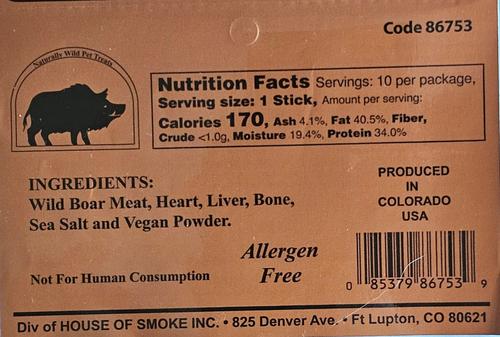 Code 86753
Naturally Wild Pet Treats
Nutrition Facts Servings: 10 per package,
Serving size: 1 Stick, Amount per serving:
Calories 170, Ash 4.1%, Fat 40.5%, Fiber,
Crude <1.0g, Moisture 19.4%, Protein 34.0%
INGREDIENTS:
Wild Boar Meat, Heart, Liver, Bone,
Sea Salt and Vegan Powder.
PRODUCED
IN
COLORADO
USA
Allergen
Free
Not For Human Consumption
0 85379 86753 9
Div of HOUSE OF SMOKE INC. • 825 Denver Ave. • Ft Lupton, CO 80621